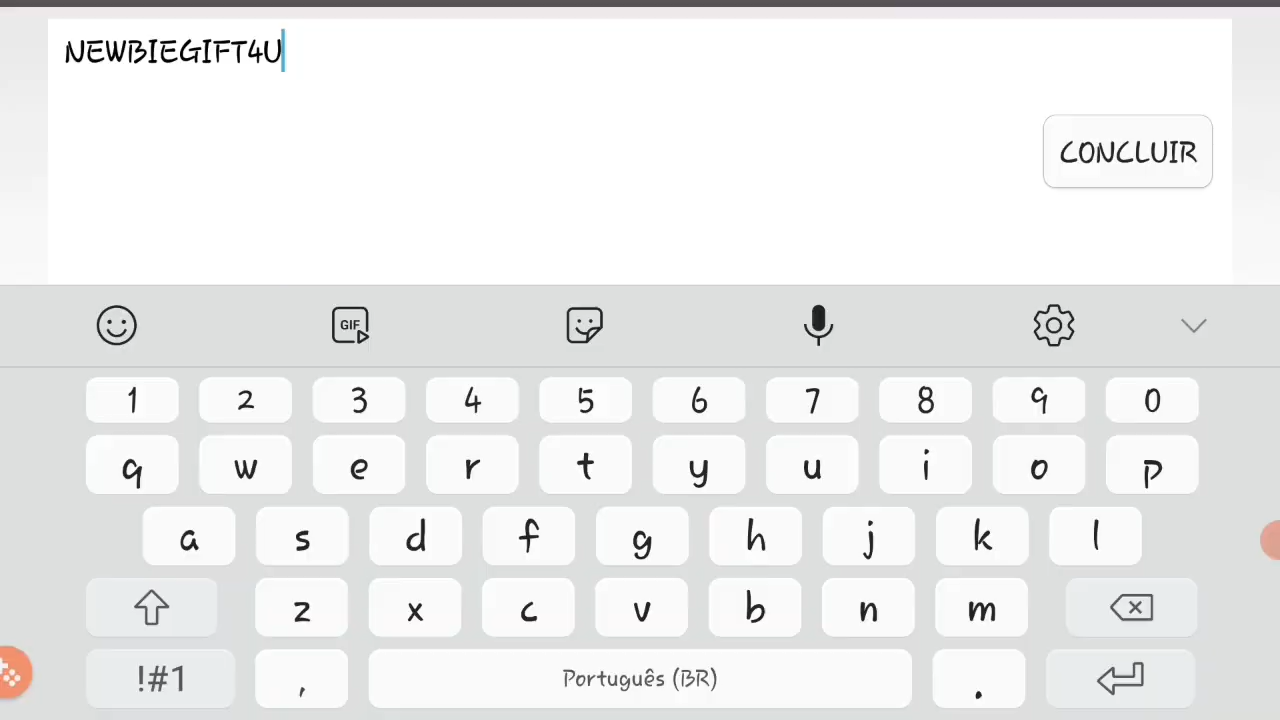 NEWBIEGIFT4U
CONCLUIR
GIF
1 2 3 4 5 6 7 8 9 0
q w e r t y u i o p
a s d f g h j k l
z x c v b n m
!#1 , Português (BR) .